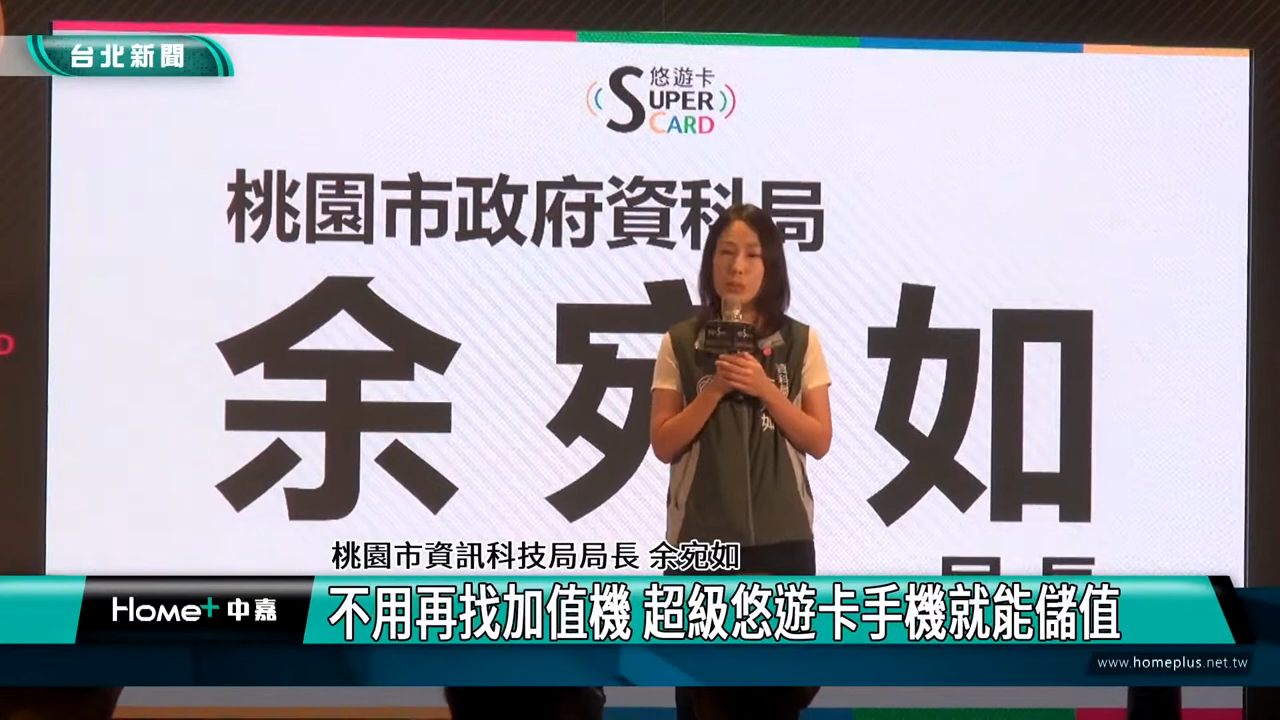 台北新聞
悠遊卡
SUPER
CARD
桃園市政府資科局
余宛如
桃園市資訊科技局局長 余宛如
Home+中嘉
不用再找加值機 超級悠遊卡手機就能儲值
www.homeplus.net.tw